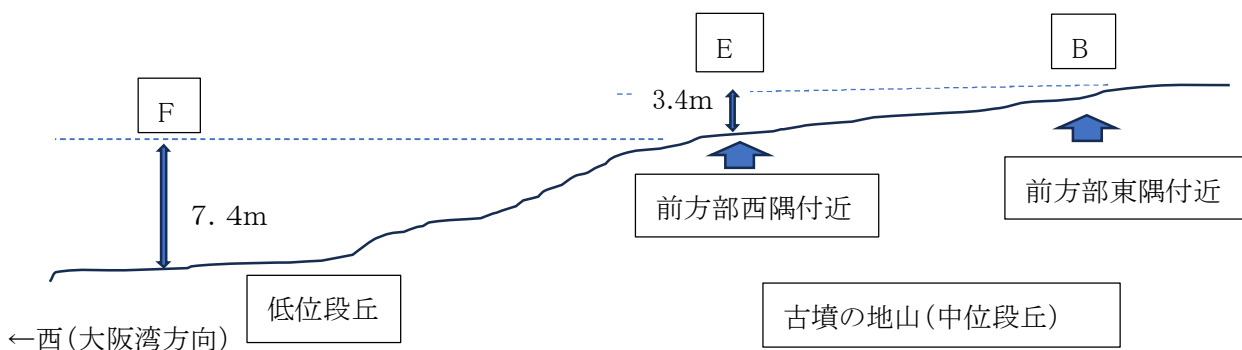 E
B
F
3.4m
前方部西隅付近
前方部東隅付近
7. 4m
低位段丘
古墳の地山(中位段丘)
←西(大阪湾方向)